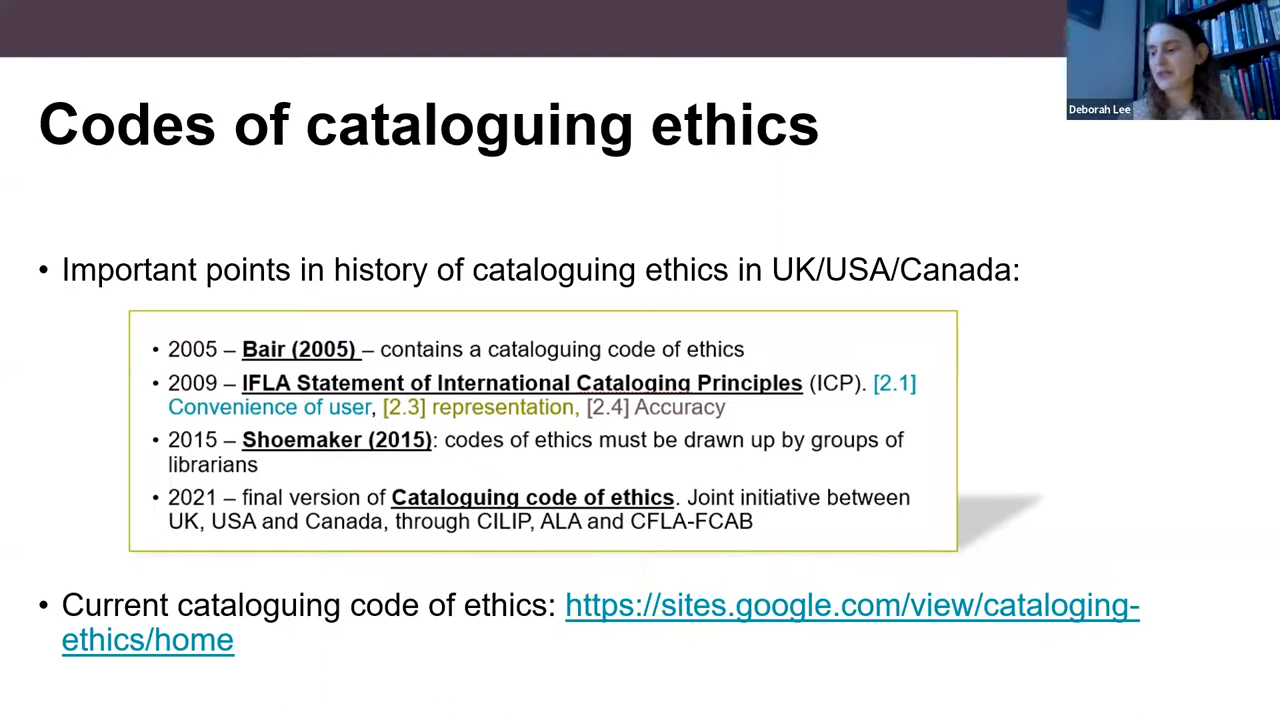 Deborah Lee
Codes of cataloguing ethics
• Important points in history of cataloguing ethics in UK/USA/Canada:
• 2005 – Bair (2005) – contains a cataloguing code of ethics
• 2009 – IFLA Statement of International Cataloging Principles (ICP). [2.1]
Convenience of user, [2.3] representation, [2.4] Accuracy
• 2015 – Shoemaker (2015): codes of ethics must be drawn up by groups of
librarians
• 2021 – final version of Cataloguing code of ethics. Joint initiative between
UK, USA and Canada, through CILIP, ALA and CFLA-FCAB
• Current cataloguing code of ethics: https://sites.google.com/view/cataloging-
ethics/home